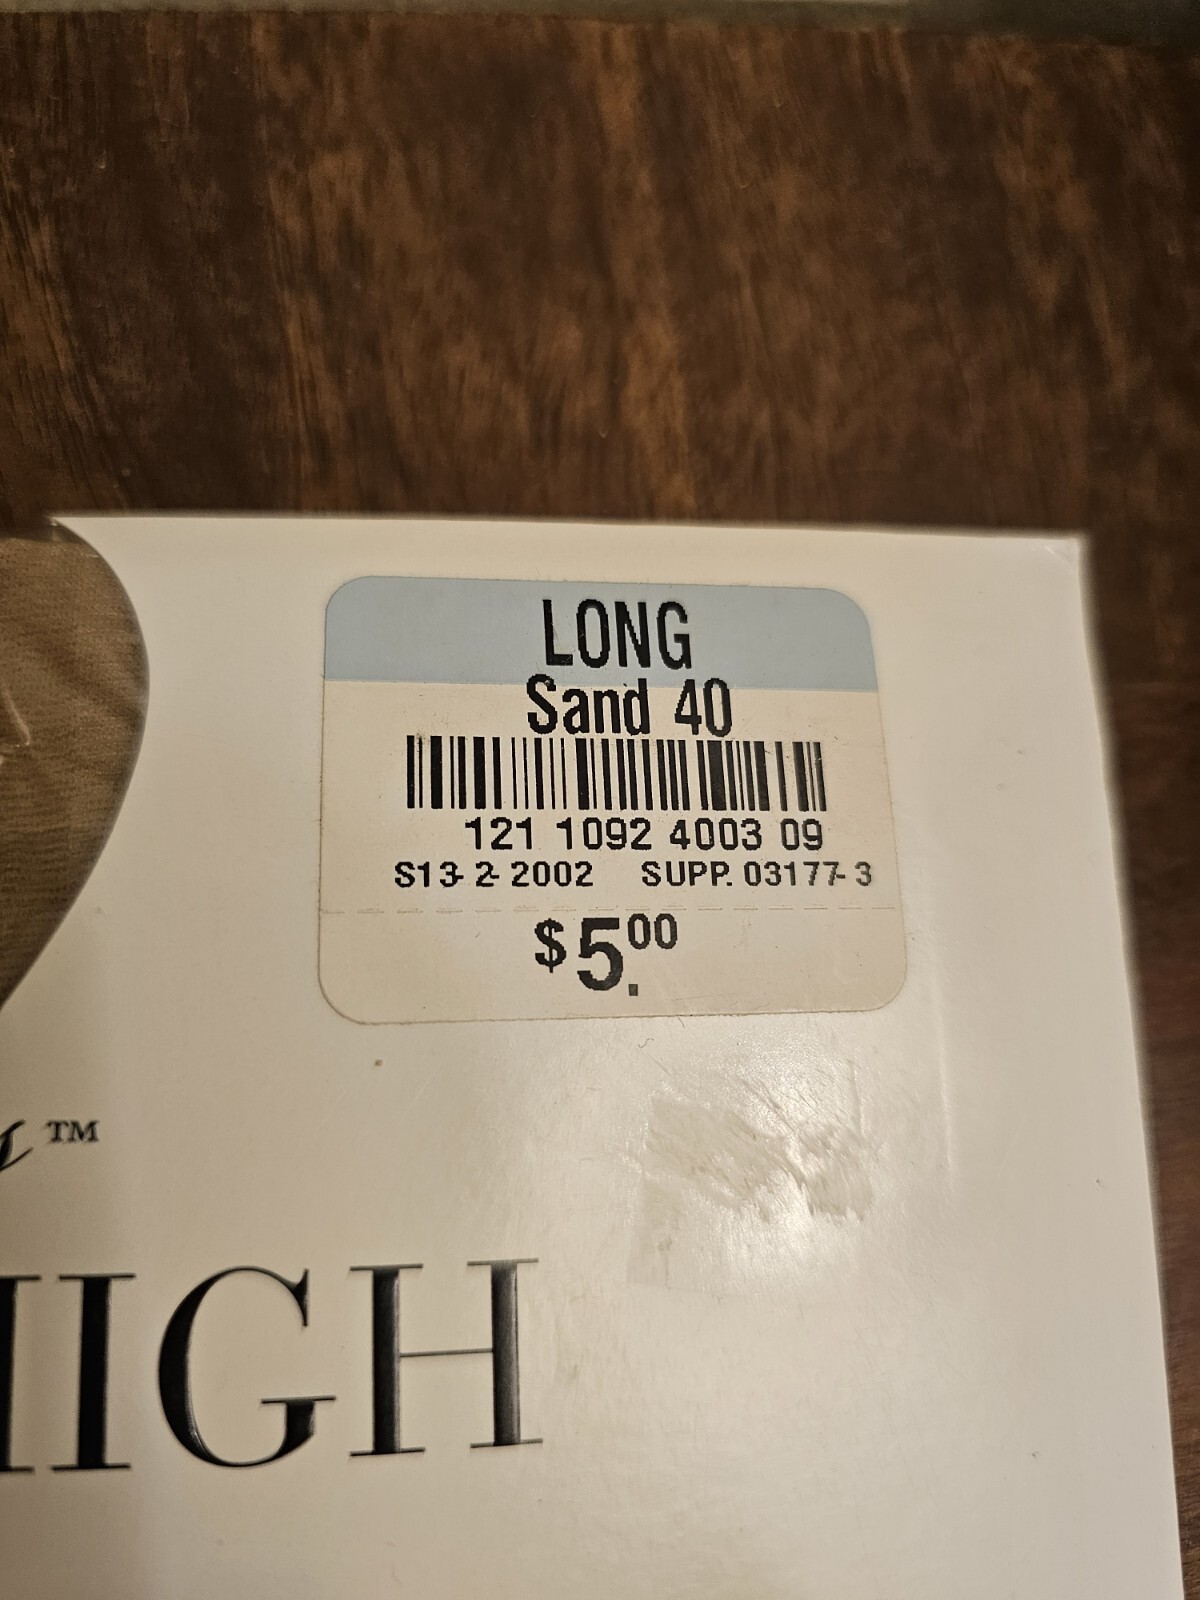 LONG
Sand 40
121 1092 4003 09
S13-2-2002 SUPP. 03177-3
$5.00
TM
HIGH